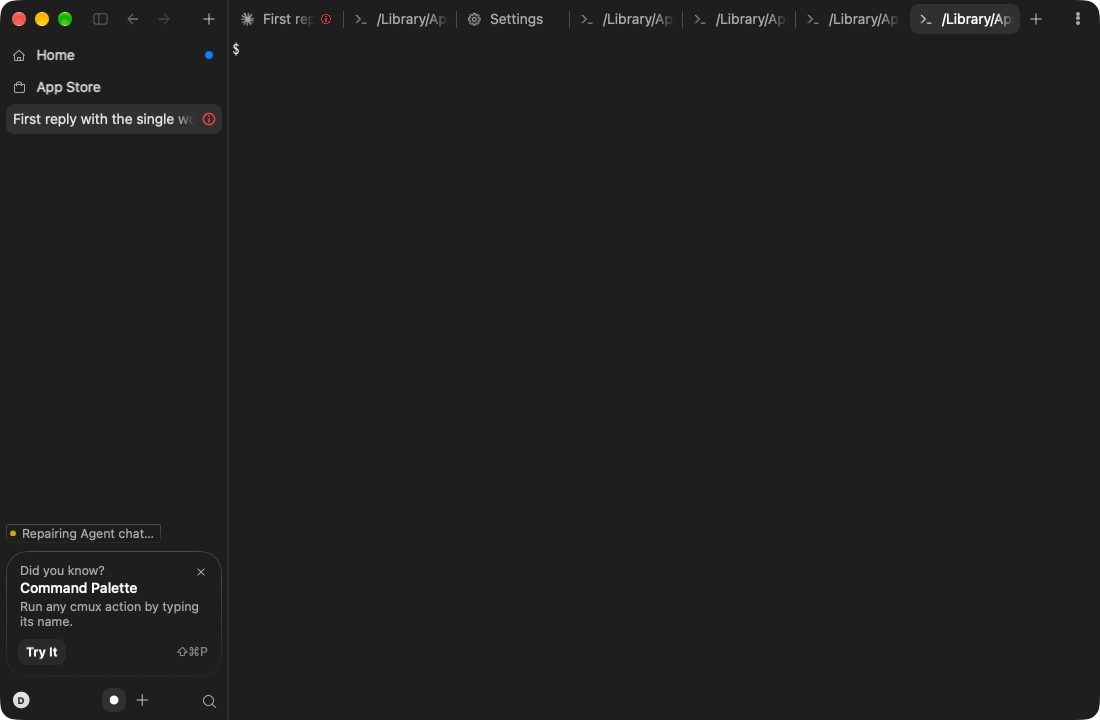 First rep
/Library/Ap
Settings
/Library/Ap
/Library/Ap
/Library/Ap
/Library/Ap
Home
App Store
First reply with the single wo
$
Repairing Agent chat...
Did you know?
Command Palette
Run any cmux action by typing
its name.
Try It
⇧⌘P
D